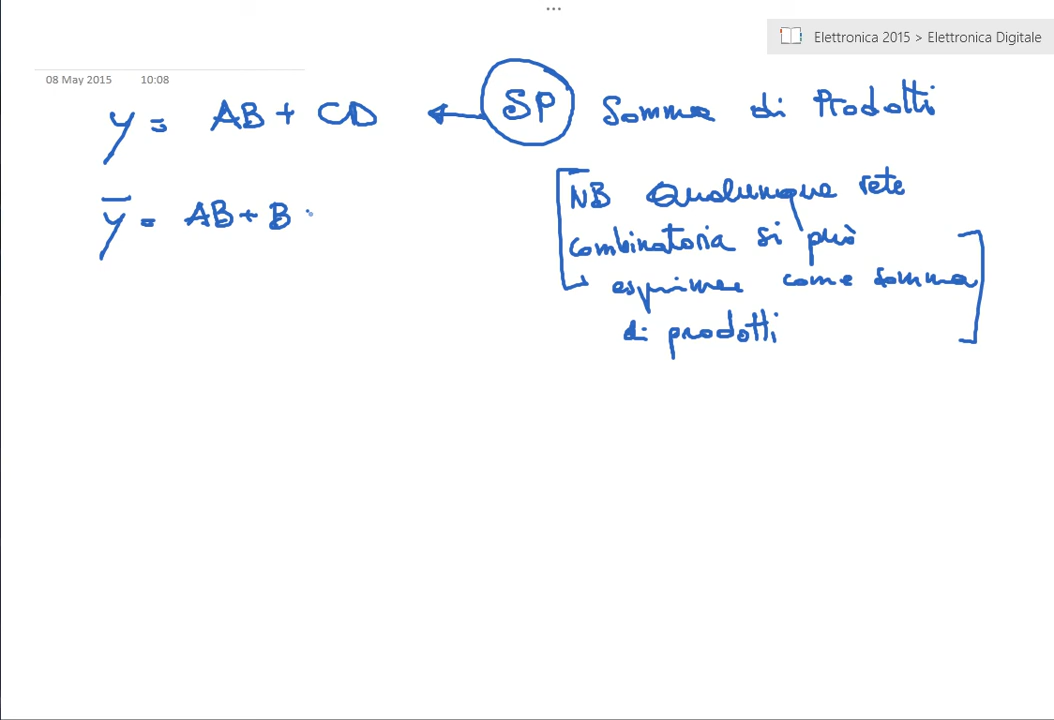 ...
Elettronica 2015 > Elettronica Digitale
08 May 2015 10:08
y = AB + CD ← SP Somma di Prodotti
NB Qualunque rete
y̅ = AB + B ·
combinatoria si può
esprimere come somma
di prodotti